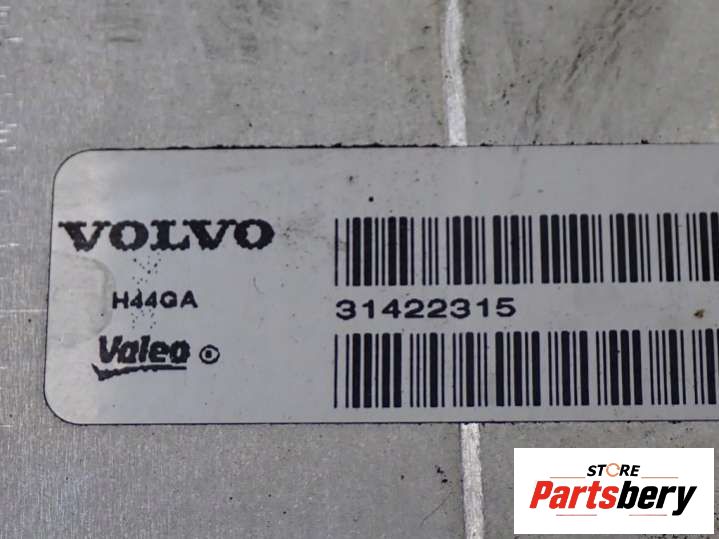 VOLVO
H44GA
31422315
Valeo
STORE
Partsbery